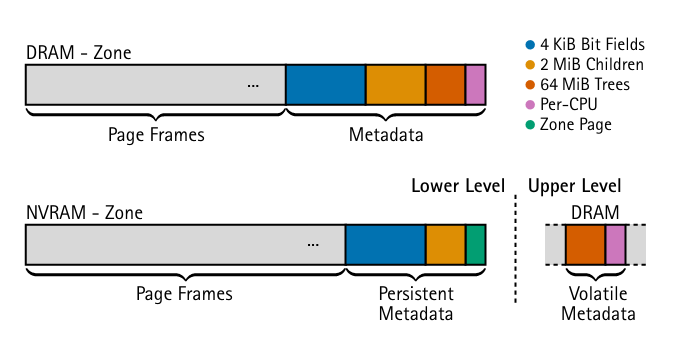 DRAM - Zone
...
Page Frames
Metadata
4 KiB Bit Fields
2 MiB Children
64 MiB Trees
Per-CPU
Zone Page
Lower Level
Upper Level
NVRAM - Zone
DRAM
...
Page Frames
Persistent
Metadata
Volatile
Metadata